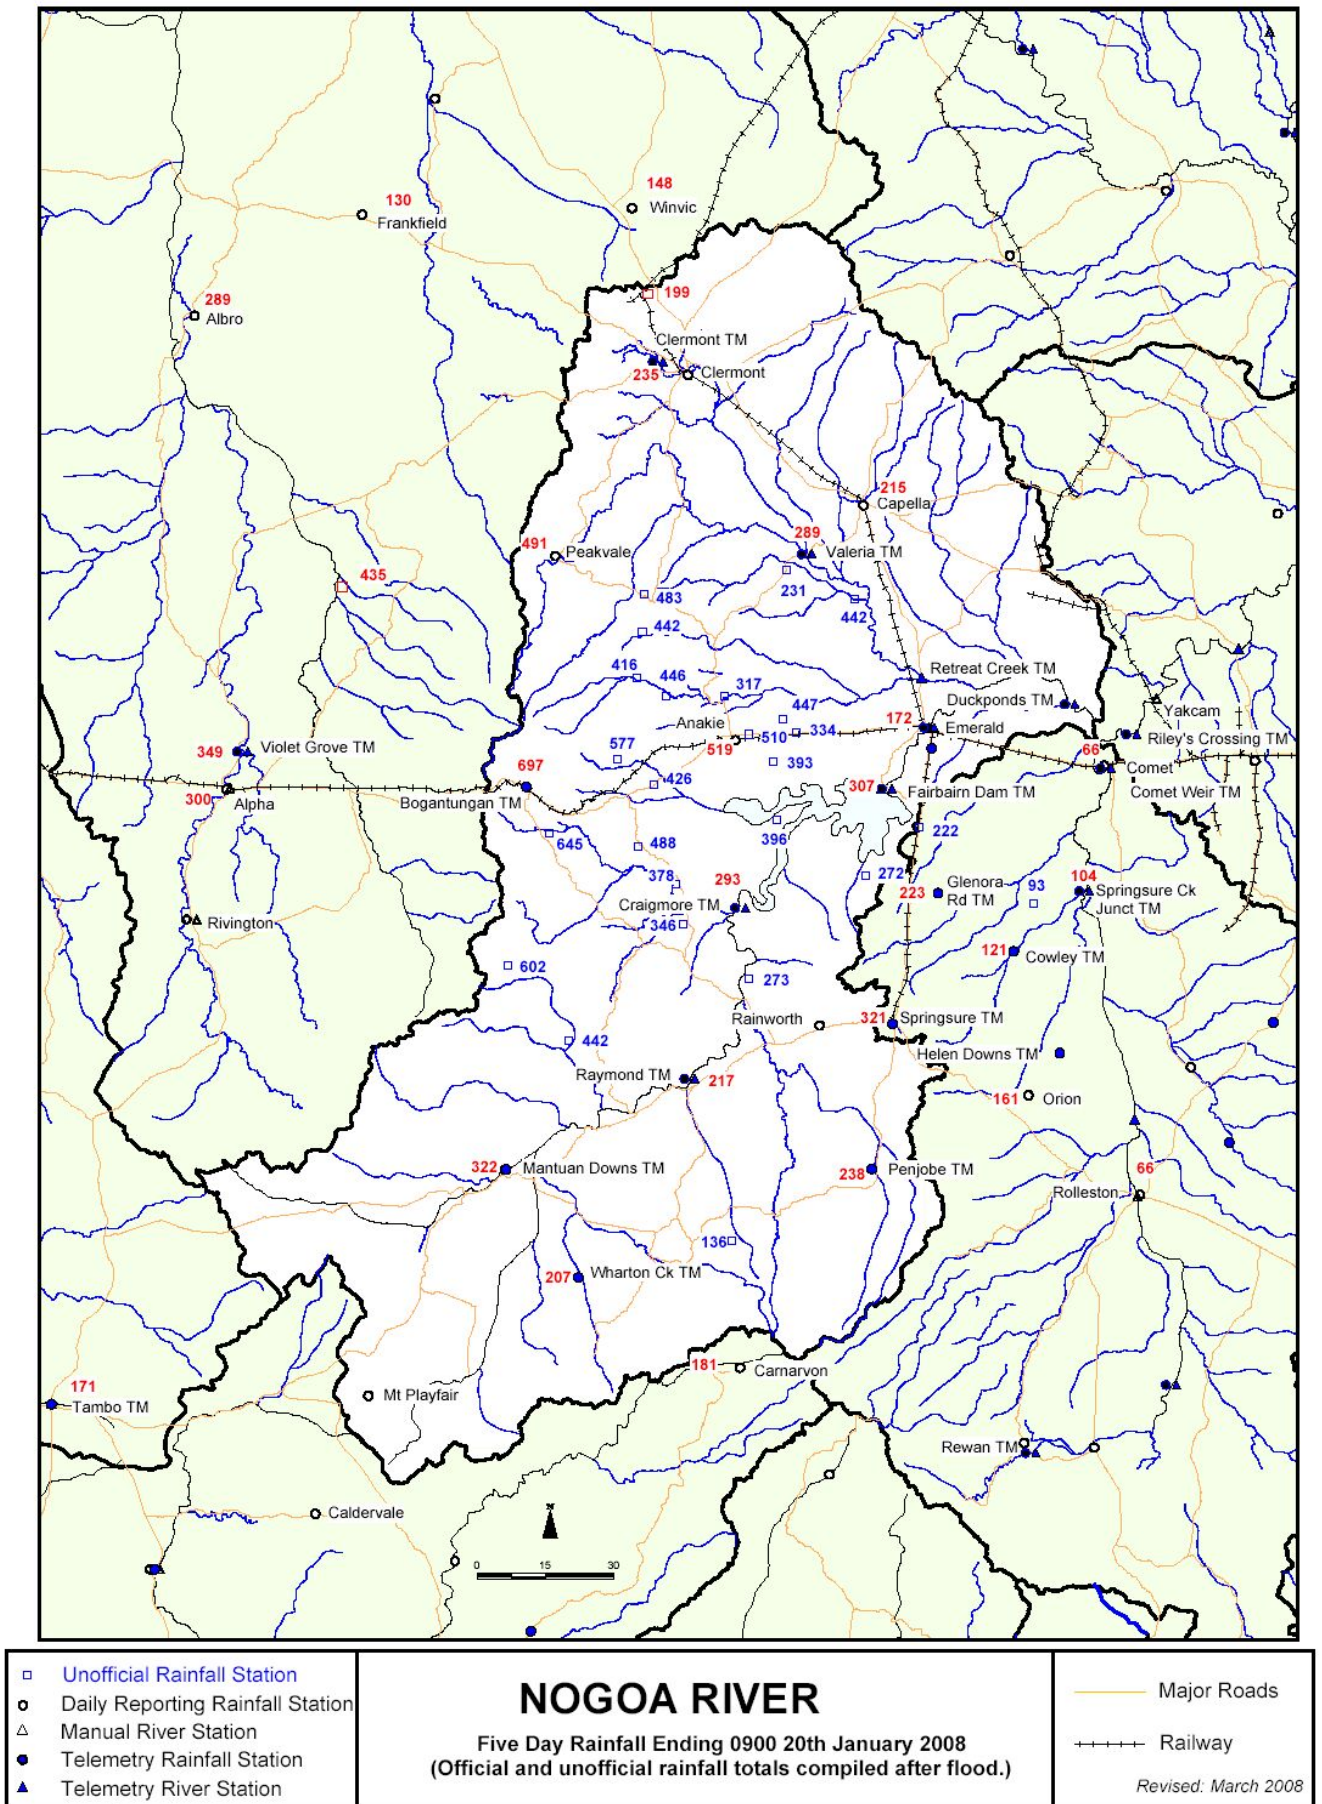 130
Frankfield
148
Winvic
289
Albro
199
Clermont TM
235
Clermont
215
Capella
491
Peakvale
289
Valeria TM
435
483
231
442
442
416
446
317
Retreat Creek TM
Duckponds TM
Yakcam
447
Anakie
519
510
334
172
Emerald
Riley's Crossing TM
349
Violet Grove TM
577
393
66
Comet
Comet Weir TM
697
Bogantungan TM
426
307
Fairbairn Dam TM
300
Alpha
396
222
645
488
378
272
293
Craigmore TM
346
223
Glenora
Rd TM
93
104
Springsure Ck
Junct TM
Rivington
121
Cowley TM
602
273
Rainworth
321
Springsure TM
442
Helen Downs TM
Raymond TM
217
161
Orion
322
Mantuan Downs TM
238
Penjobe TM
66
Rolleston
136
207
Wharton Ck TM
181
Carnarvon
171
Tambo TM
Mt Playfair
Rewan TM
Caldervale
N
0 15 30
Unofficial Rainfall Station
Daily Reporting Rainfall Station
Manual River Station
Telemetry Rainfall Station
Telemetry River Station
NOGOA RIVER
Five Day Rainfall Ending 0900 20th January 2008
(Official and unofficial rainfall totals compiled after flood.)
Major Roads
Railway
Revised: March 2008